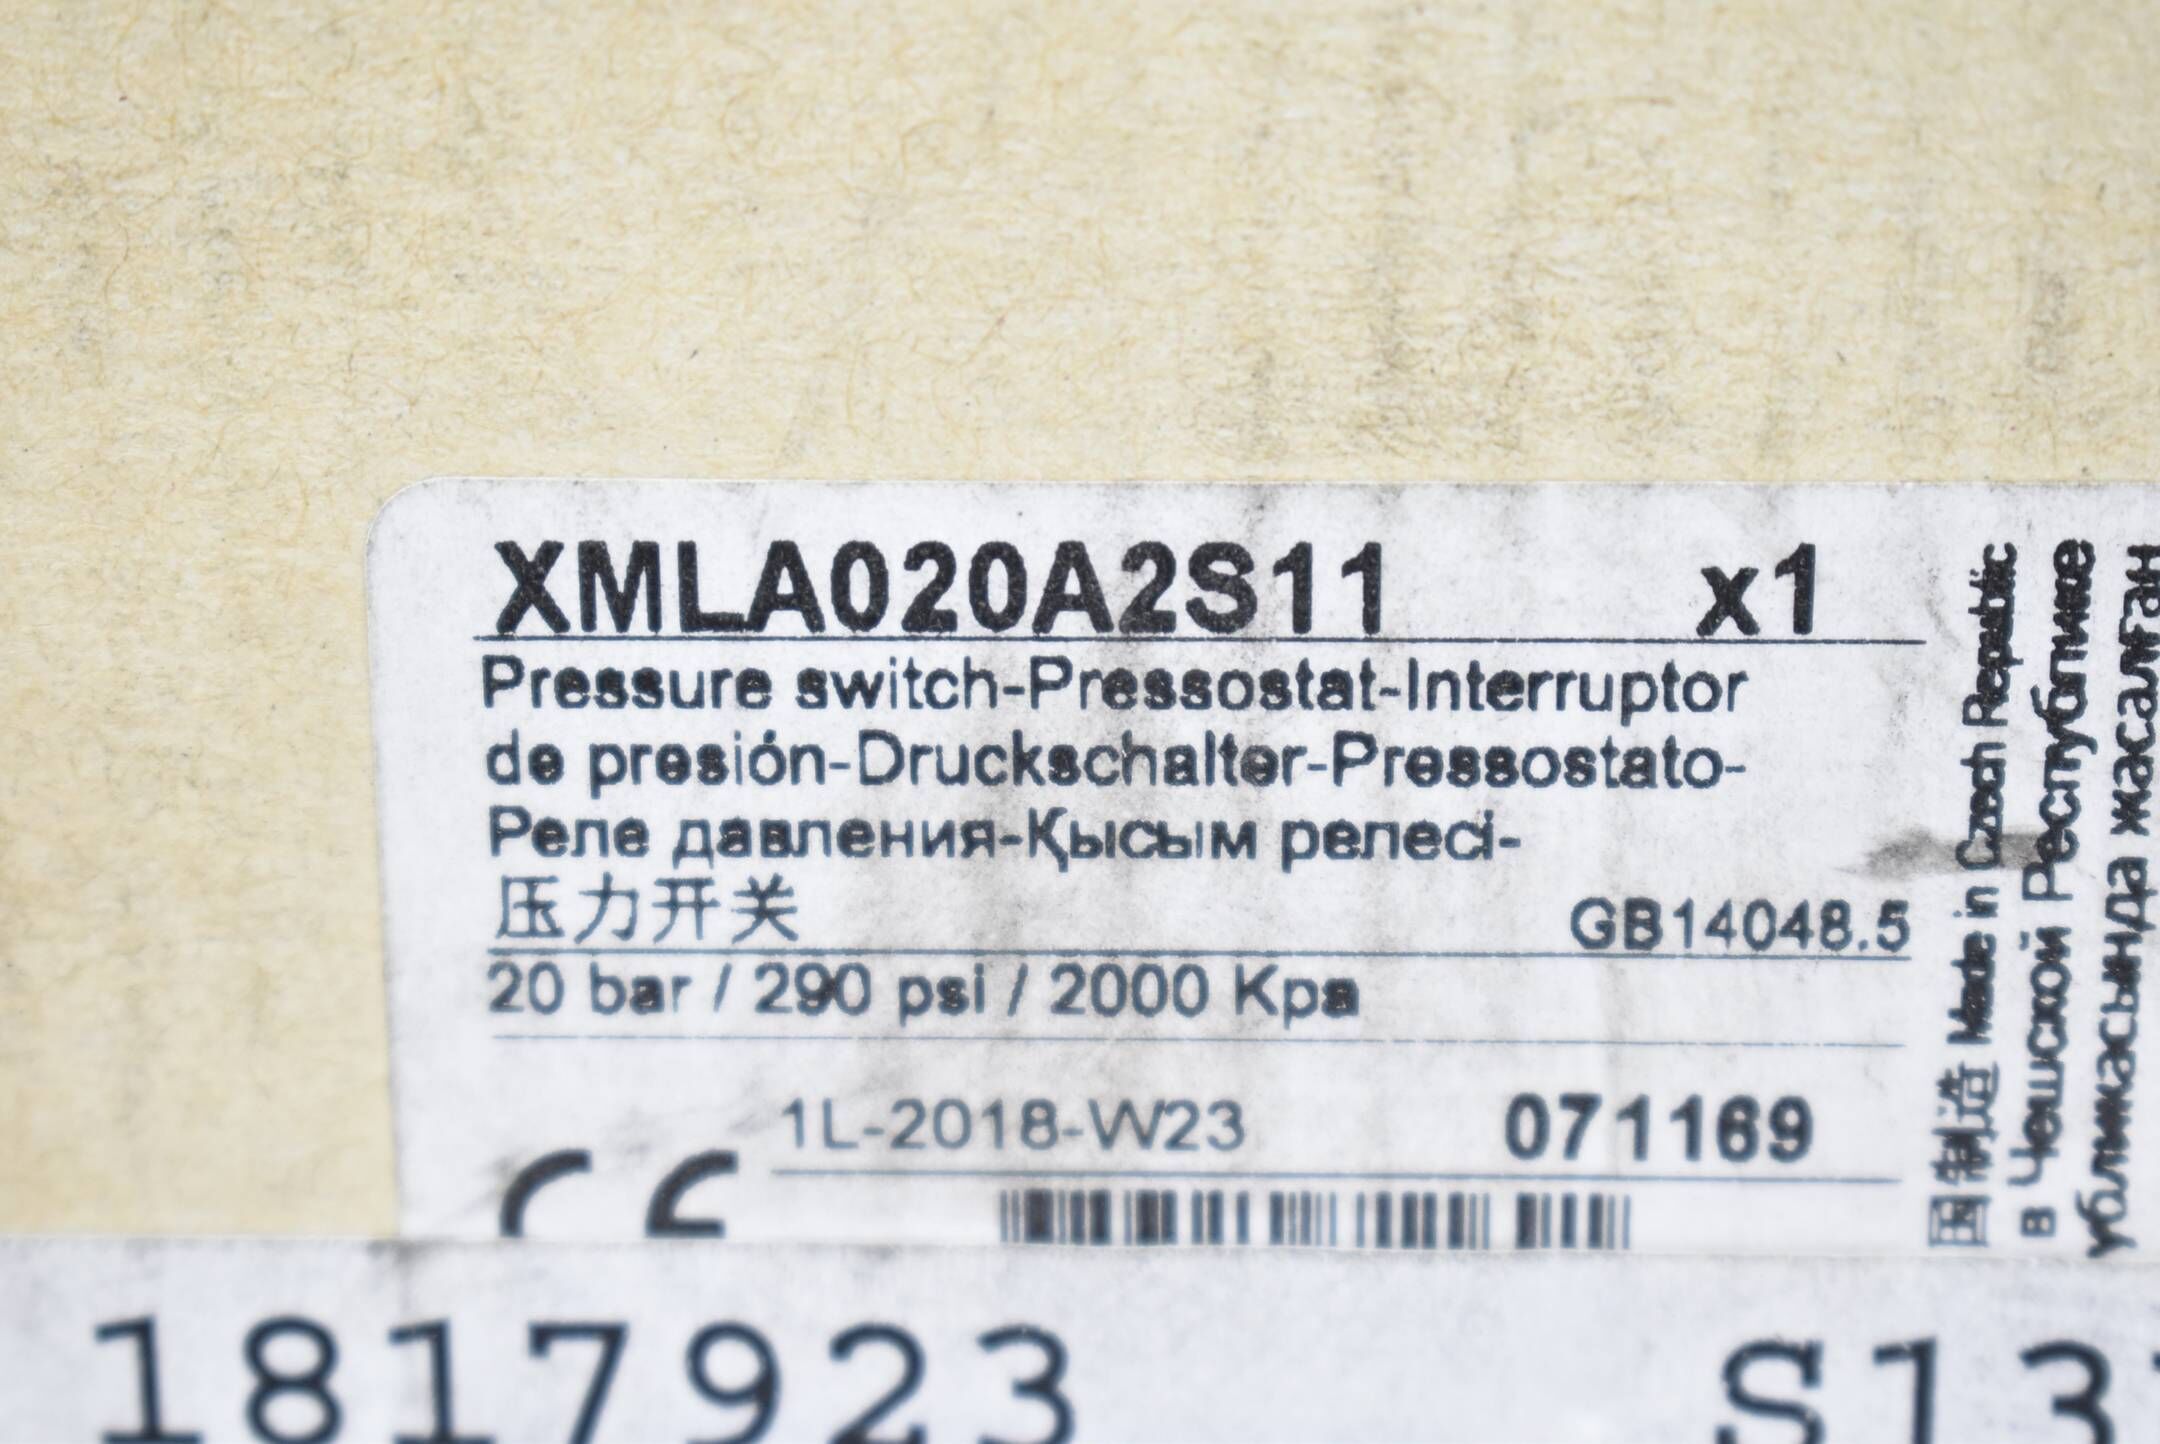 XMLA020A2S11 x1
Pressure switch-Pressostat-Interruptor
de presión-Druckschalter-Pressostato-
Реле давления-Қысым релесі-
压力开关 GB14048.5
20 bar / 290 psi / 2000 Kpa
1L-2018-W23 071169
CE
制造 Made in Czech Republic
в Чешской Республике
жасалған
1817923 S13